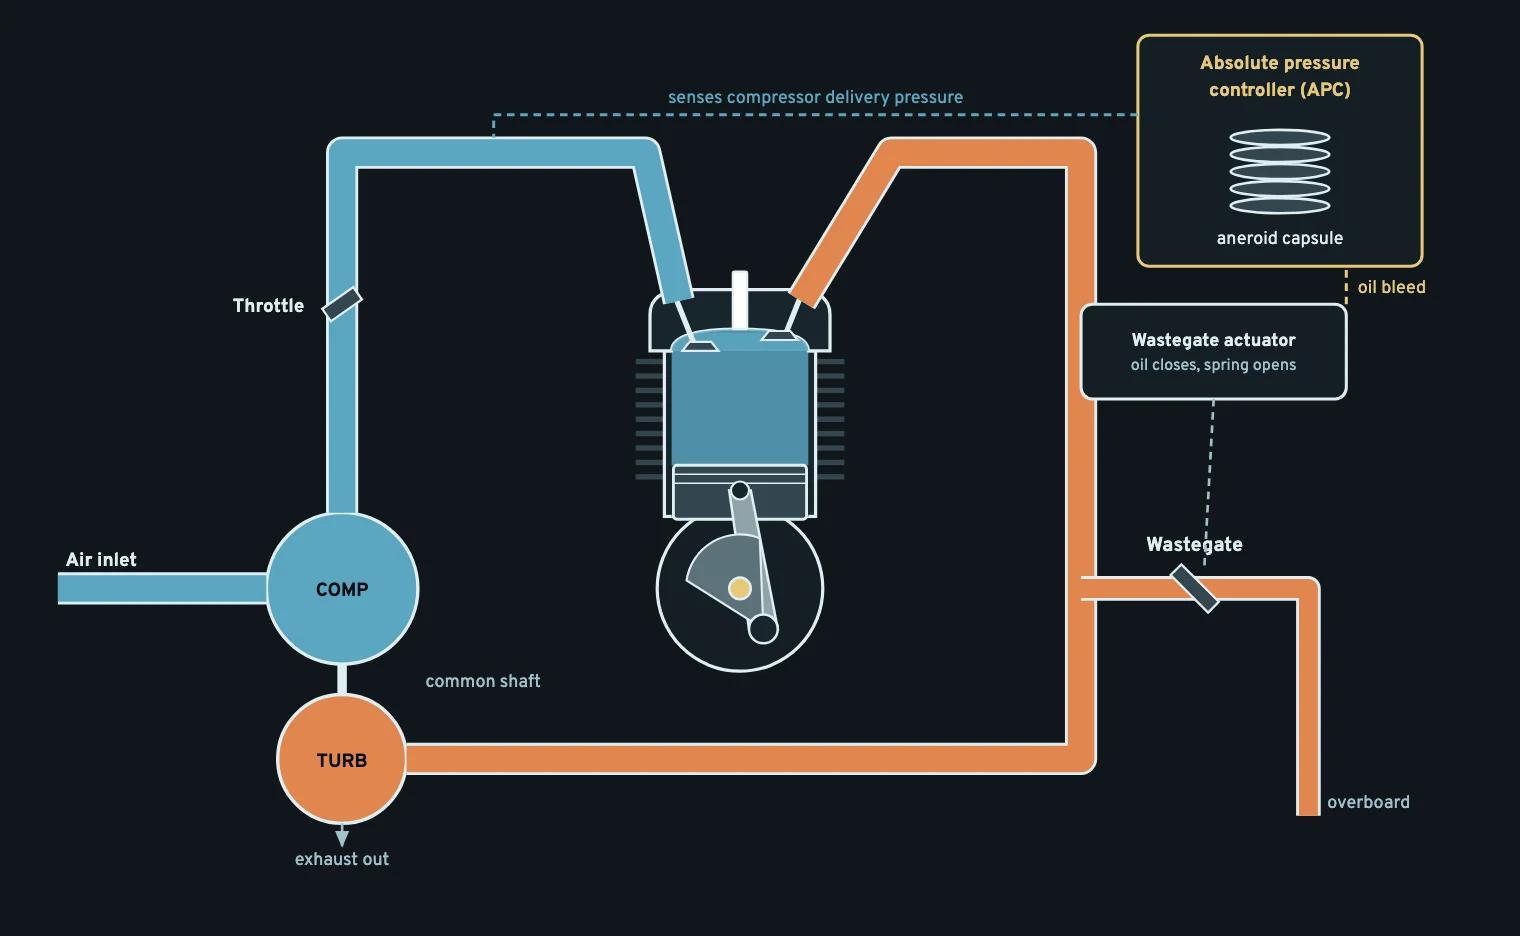 Absolute pressure
controller (APC)
senses compressor delivery pressure
aneroid capsule
oil bleed
Throttle
Wastegate actuator
oil closes, spring opens
Wastegate
Air inlet
COMP
common shaft
TURB
overboard
exhaust out